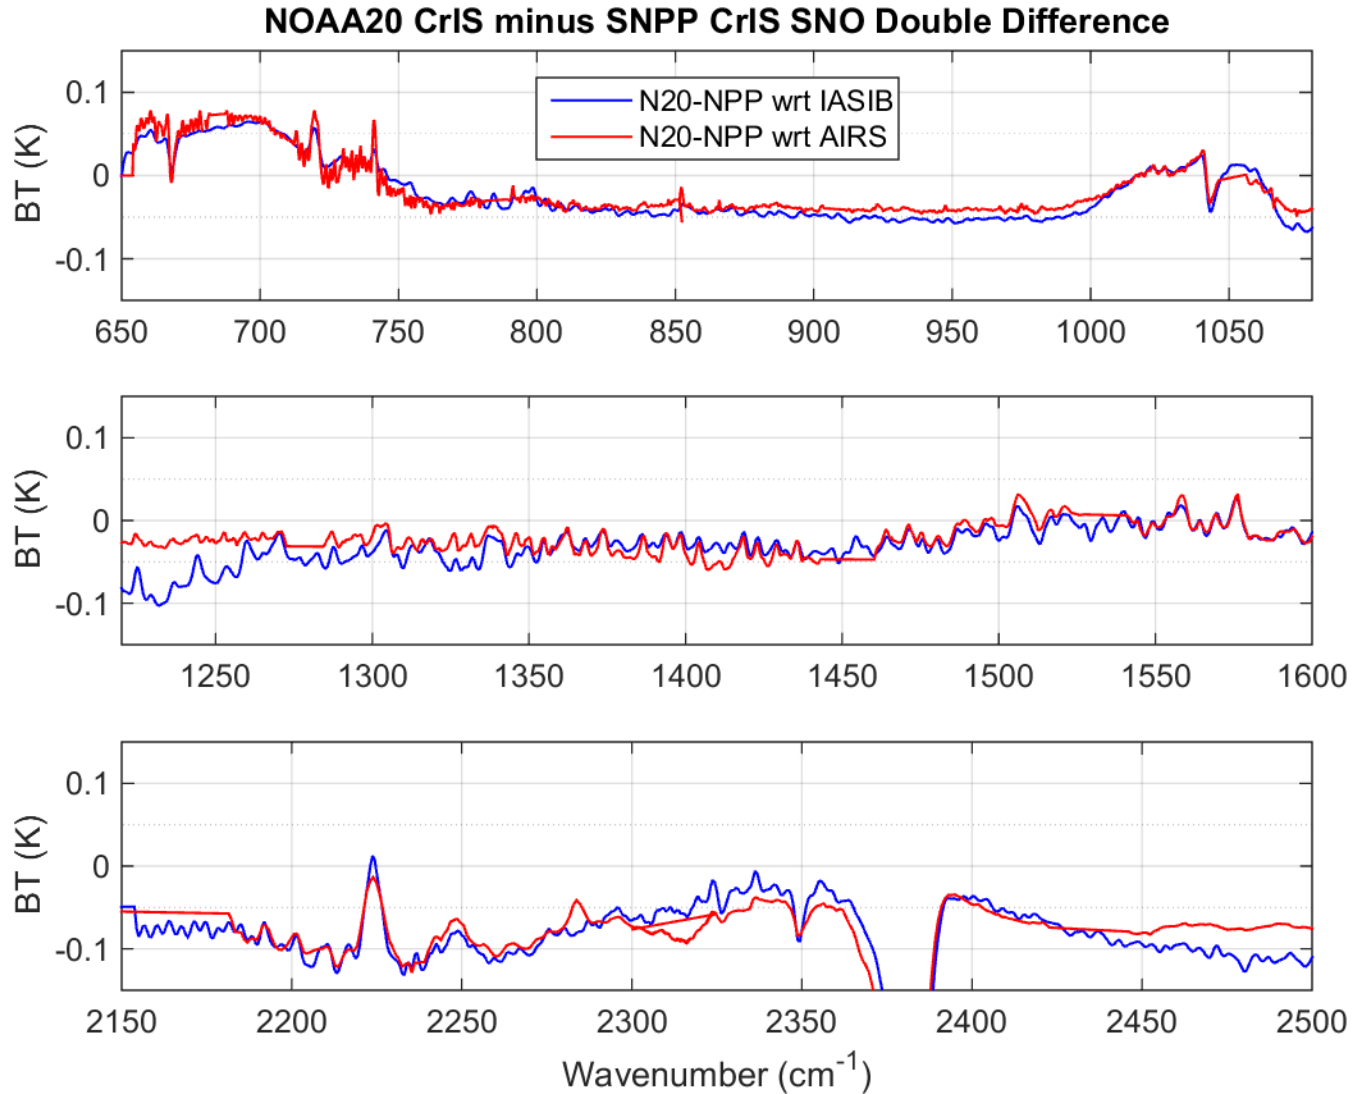 NOAA20 CrIS minus SNPP CrIS SNO Double Difference
N20-NPP wrt IASIB
N20-NPP wrt AIRS
BT (K)
0.1
0
-0.1
650 700 750 800 850 900 950 1000 1050
BT (K)
0.1
0
-0.1
1250 1300 1350 1400 1450 1500 1550 1600
BT (K)
0.1
0
-0.1
2150 2200 2250 2300 2350 2400 2450 2500
Wavenumber (cm⁻¹)